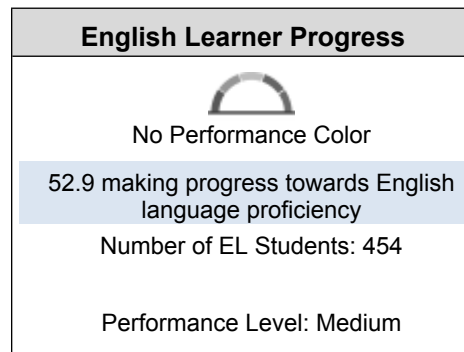 English Learner Progress
No Performance Color
52.9 making progress towards English
language proficiency
Number of EL Students: 454
Performance Level: Medium